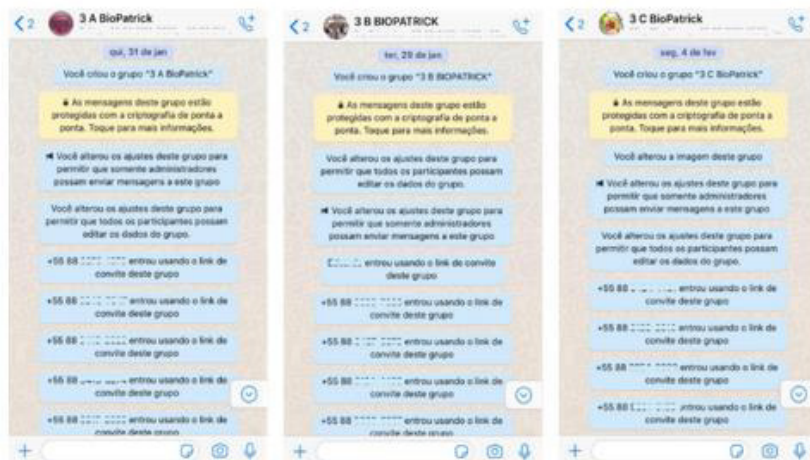 2
3 A BioPatrick
qui, 31 de jan
Você criou o grupo "3 A BioPatrick"
As mensagens deste grupo estão
protegidas com a criptografia de ponta a
ponta. Toque para mais informações.
Você alterou os ajustes deste grupo para
permitir que somente administradores
possam enviar mensagens a este grupo
Você alterou os ajustes deste grupo para
permitir que todos os participantes possam
editar os dados do grupo.
+55 88 entrou usando o link de
convite deste grupo
+55 88 entrou usando o link de
convite deste grupo
+55 88 entrou usando o link de
convite deste grupo
+55 88 entrou usando o link de
convite deste grupo
+55 88 entrou usando o link de
convite deste grupo
2
3 B BIOPATRICK
ter, 29 de jan
Você criou o grupo "3 B BIOPATRICK"
As mensagens deste grupo estão
protegidas com a criptografia de ponta a
ponta. Toque para mais informações.
Você alterou os ajustes deste grupo para
permitir que todos os participantes possam
editar os dados do grupo.
Você alterou os ajustes deste grupo para
permitir que somente administradores
possam enviar mensagens a este grupo
entrou usando o link de convite
deste grupo
+55 88 entrou usando o link de
convite deste grupo
+55 88 entrou usando o link de
convite deste grupo
+55 88 entrou usando o link de
convite deste grupo
+55 88 entrou usando o link de
convite deste grupo
2
3 C BioPatrick
seg, 4 de fev
Você criou o grupo "3 C BioPatrick"
As mensagens deste grupo estão
protegidas com a criptografia de ponta a
ponta. Toque para mais informações.
Você alterou a imagem deste grupo
Você alterou os ajustes deste grupo para
permitir que somente administradores
possam enviar mensagens a este grupo
Você alterou os ajustes deste grupo para
permitir que todos os participantes possam
editar os dados do grupo.
+55 88 entrou usando o link de
convite deste grupo
+55 88 entrou usando o link de
convite deste grupo
+55 88 entrou usando o link de
convite deste grupo
+55 88 entrou usando o link de
convite deste grupo